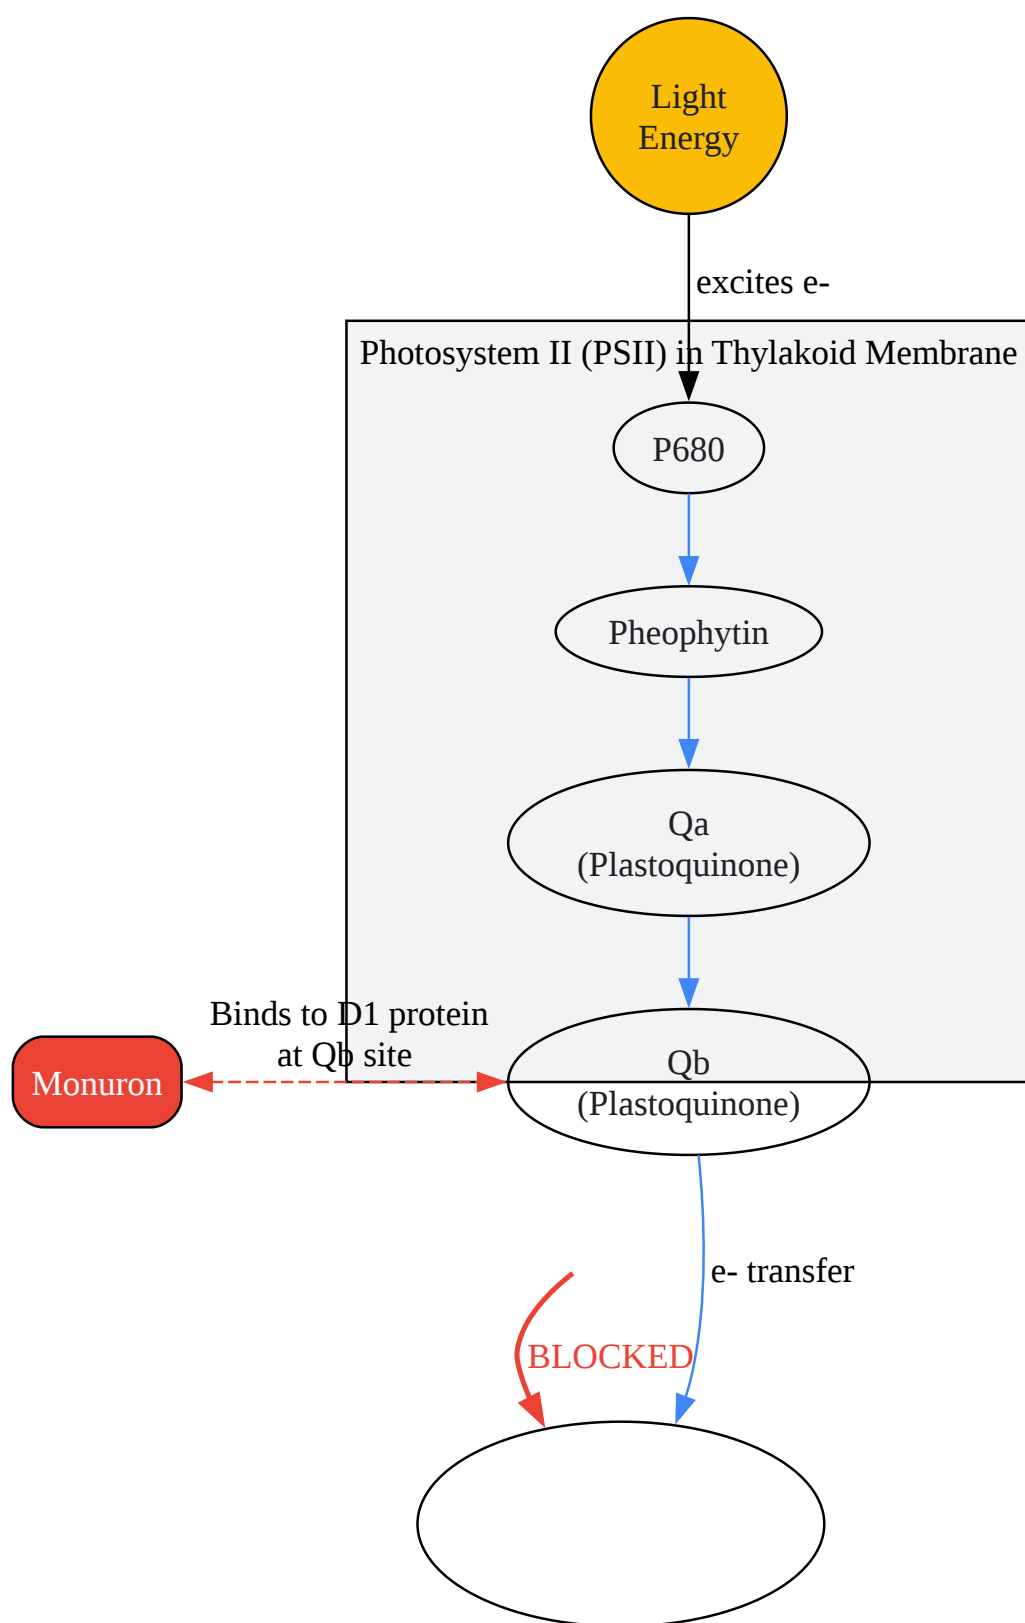 Light
Energy
excites e-
Photosystem II (PSII) in Thylakoid Membrane
P680
Pheophytin
Qa
(Plastoquinone)
Binds to D1 protein
at Qb site
Monuron
Qb
(Plastoquinone)
e- transfer
BLOCKED